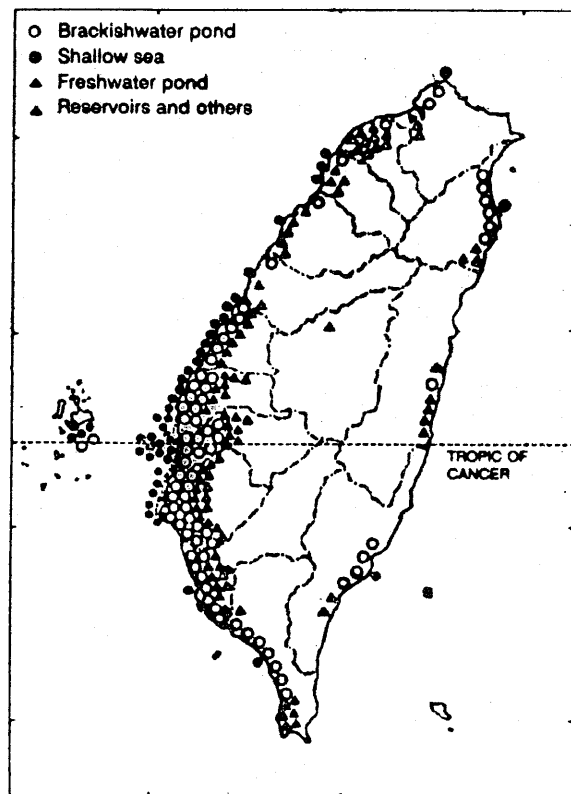 Brackishwater pond
Shallow sea
Freshwater pond
Reservoirs and others
TROPIC OF
CANCER